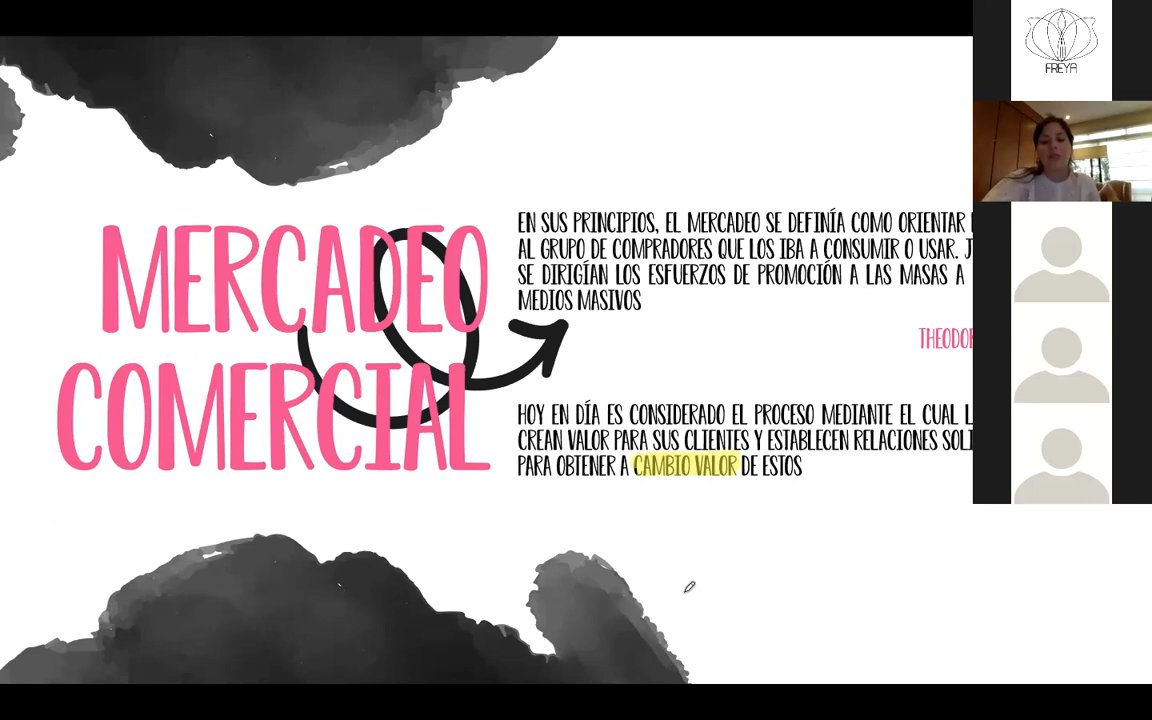 FREYA
MERCADEO
COMERCIAL
EN SUS PRINCIPIOS, EL MERCADEO SE DEFINÍA COMO ORIENTAR
AL GRUPO DE COMPRADORES QUE LOS IBA A CONSUMIR O USAR.
SE DIRIGÍAN LOS ESFUERZOS DE PROMOCIÓN A LAS MASAS A
MEDIOS MASIVOS
HOY EN DÍA ES CONSIDERADO EL PROCESO MEDIANTE EL CUAL
CREAN VALOR PARA SUS CLIENTES Y ESTABLECEN RELACIONES
PARA OBTENER A CAMBIO VALOR DE ESTOS